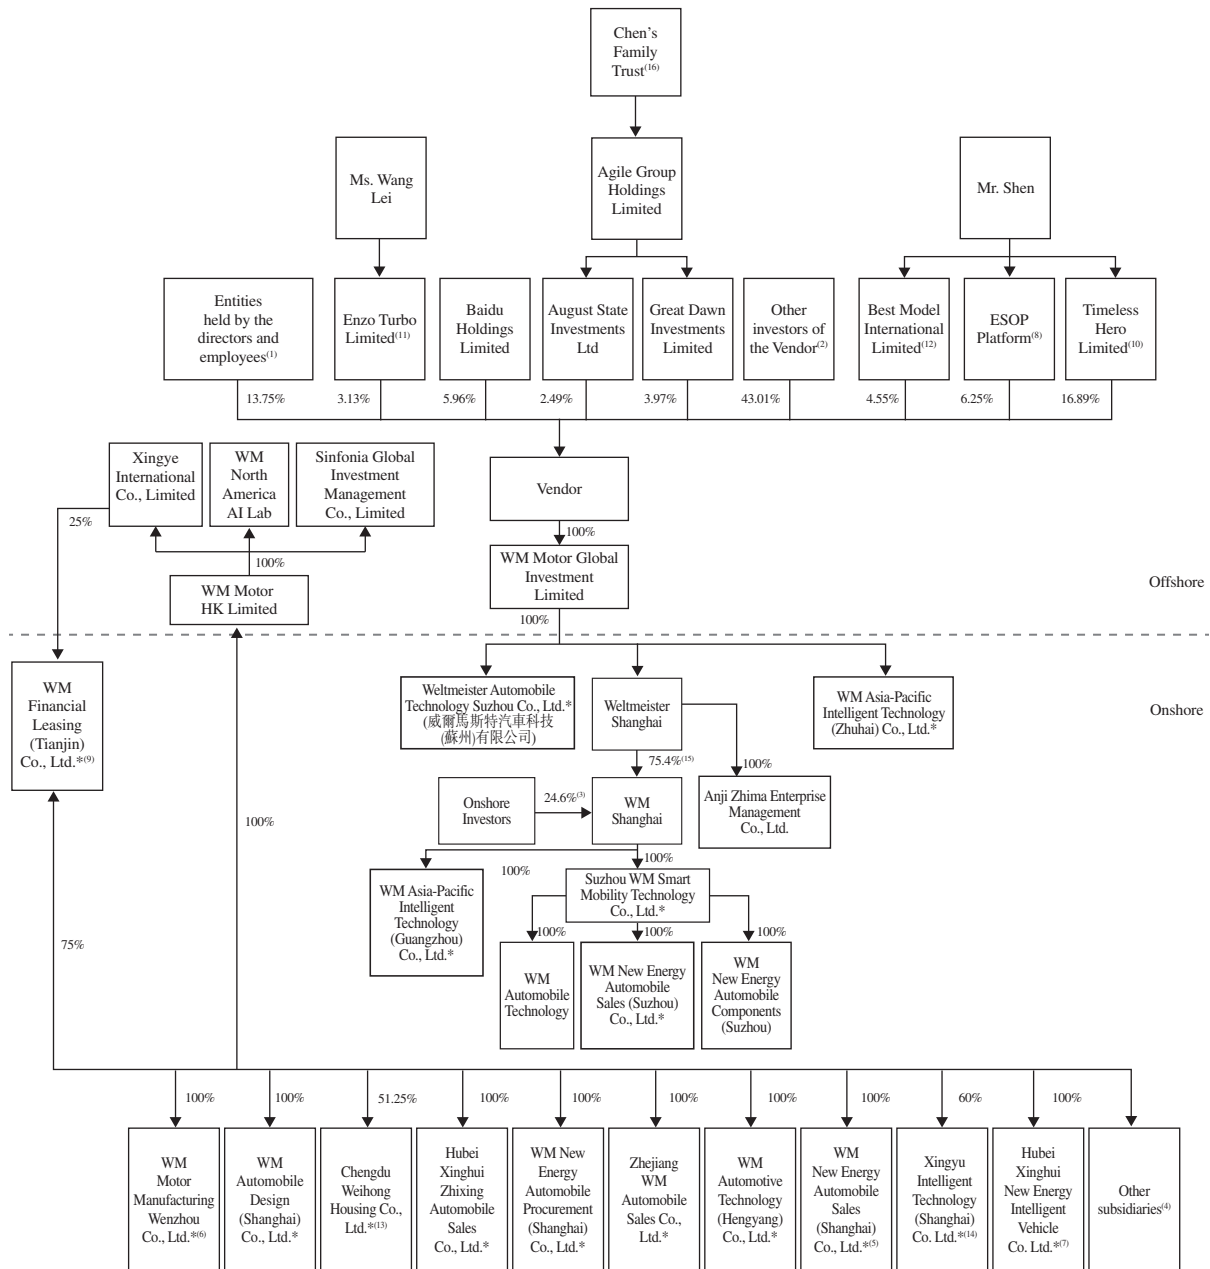 Chen's
Family
Trust(16)
Ms. Wang
Lei
Agile Group
Holdings
Limited
Mr. Shen
Entities
held by the
directors and
employees(1)
Enzo Turbo
Limited(11)
Baidu
Holdings
Limited
August State
Investments
Ltd
Great Dawn
Investments
Limited
Other
investors of
the Vendor(2)
Best Model
International
Limited(12)
ESOP
Platform(8)
Timeless
Hero
Limited(10)
13.75%
3.13%
5.96%
2.49%
3.97%
43.01%
4.55%
6.25%
16.89%
Xingye
International
Co., Limited
WM
North
America
AI Lab
Sinfonia Global
Investment
Management
Co., Limited
Vendor
25%
100%
100%
WM Motor
HK Limited
WM Motor Global
Investment
Limited
Offshore
100%
WM
Financial
Leasing
(Tianjin)
Co., Ltd.*(9)
Weltmeister Automobile
Technology Suzhou Co., Ltd.*
(威爾馬斯特汽車科技
(蘇州)有限公司)
Weltmeister
Shanghai
WM Asia-Pacific
Intelligent Technology
(Zhuhai) Co., Ltd.*
Onshore
75.4%(15)
100%
Onshore
Investors
24.6%(3)
WM
Shanghai
Anji Zhima Enterprise
Management
Co., Ltd.
100%
100%
100%
WM Asia-Pacific
Intelligent
Technology
(Guangzhou)
Co., Ltd.*
Suzhou WM Smart
Mobility Technology
Co., Ltd.*
75%
100%
100%
100%
WM
Automobile
Technology
WM New Energy
Automobile
Sales (Suzhou)
Co., Ltd.*
WM
New Energy
Automobile
Components
(Suzhou)
100%
100%
51.25%
100%
100%
100%
100%
100%
60%
100%
WM
Motor
Manufacturing
Wenzhou
Co., Ltd.*(6)
WM
Automobile
Design
(Shanghai)
Co., Ltd.*
Chengdu
Weihong
Housing Co.,
Ltd.*(13)
Hubei
Xinghui
Zhixing
Automobile
Sales
Co., Ltd.*
WM New
Energy
Automobile
Procurement
(Shanghai)
Co., Ltd.*
Zhejiang
WM
Automobile
Sales Co.,
Ltd.*
WM
Automotive
Technology
(Hengyang)
Co., Ltd.*
WM
New Energy
Automobile
Sales
(Shanghai)
Co., Ltd.*(5)
Xingyu
Intelligent
Technology
(Shanghai)
Co. Ltd.*(14)
Hubei
Xinghui
New Energy
Intelligent
Vehicle
Co. Ltd.*(7)
Other
subsidiaries(4)